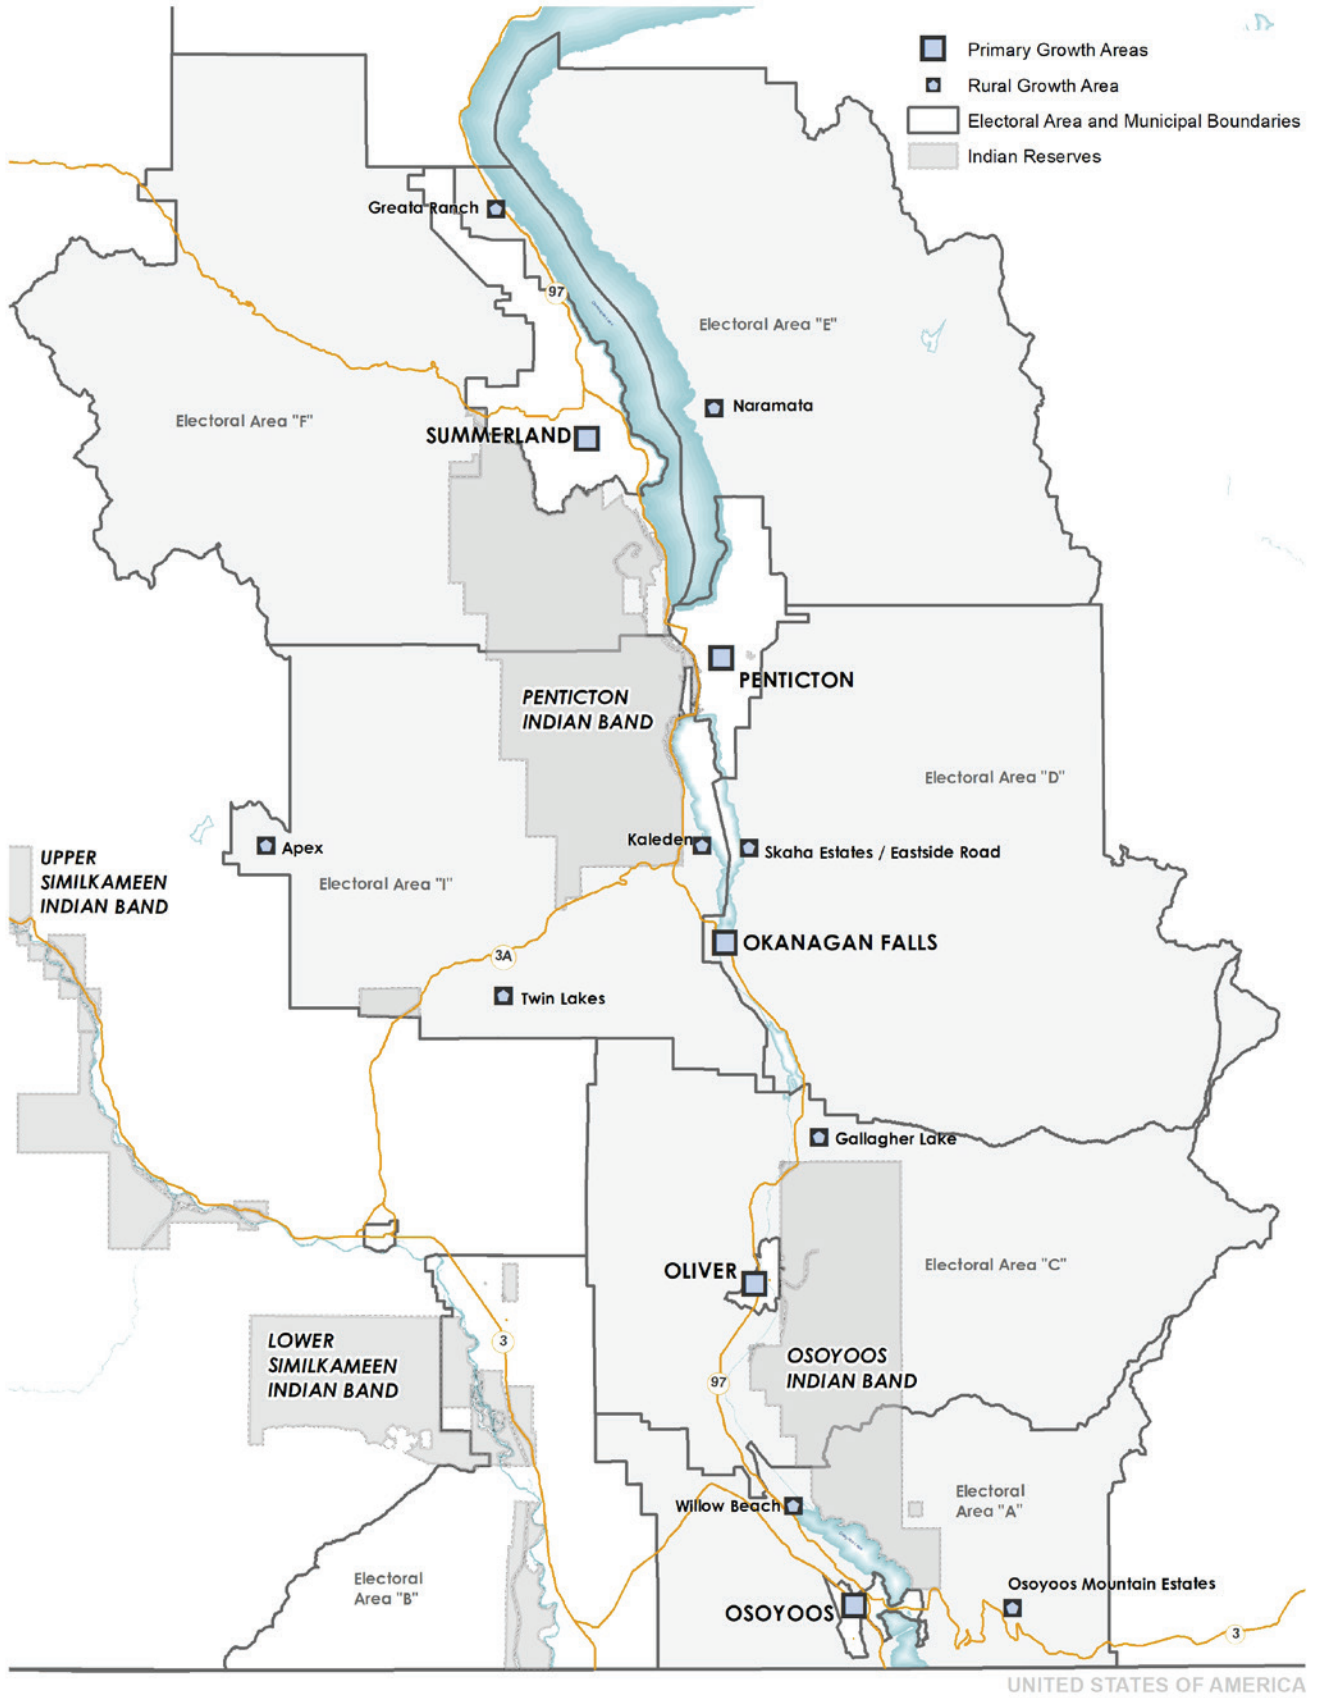 Primary Growth Areas
Rural Growth Area
Electoral Area and Municipal Boundaries
Indian Reserves
Greata Ranch
97
Electoral Area "E"
Naramata
Electoral Area "F"
SUMMERLAND
PENTICTON
PENTICTON
INDIAN BAND
Electoral Area "D"
Kaleden
Skaha Estates / Eastside Road
Apex
UPPER
SIMILKAMEEN
INDIAN BAND
Electoral Area "I"
OKANAGAN FALLS
3A
Twin Lakes
Gallagher Lake
Electoral Area "C"
OLIVER
LOWER
SIMILKAMEEN
INDIAN BAND
3
OSOYOOS
INDIAN BAND
97
Electoral
Area "A"
Willow Beach
Electoral
Area "B"
Osoyoos Mountain Estates
OSOYOOS
3
UNITED STATES OF AMERICA